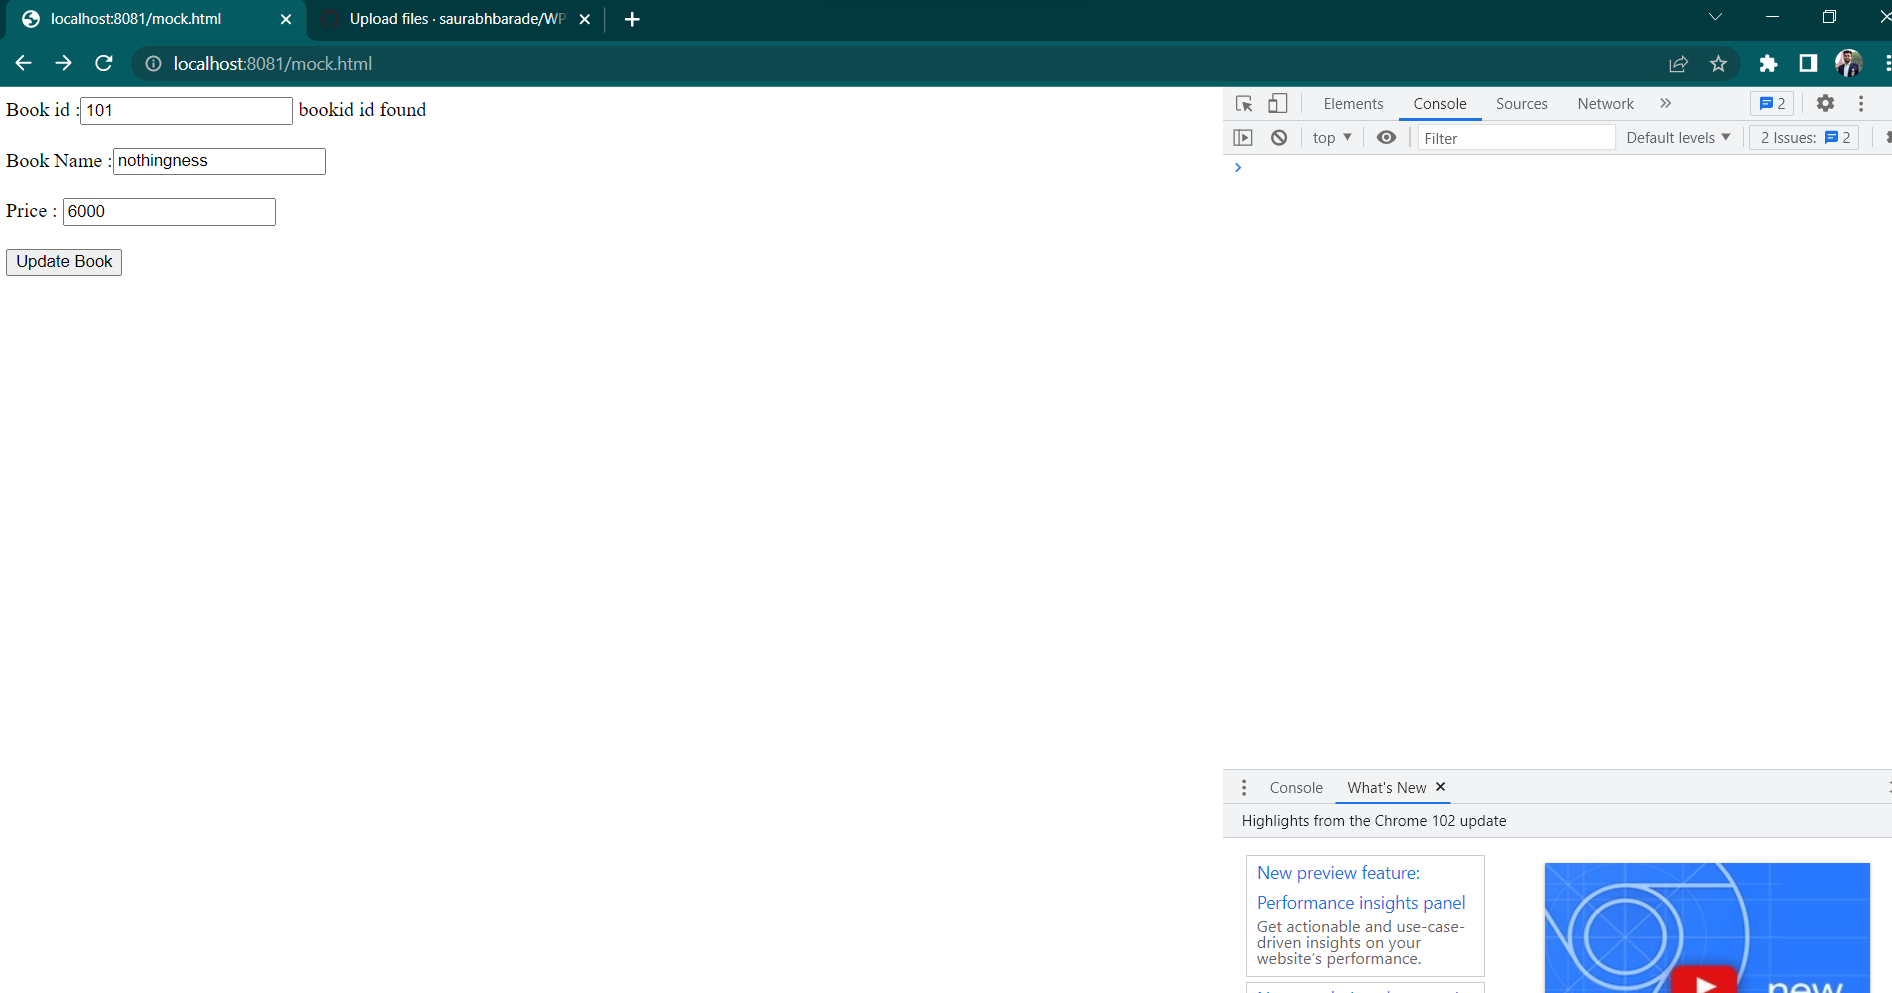 localhost:8081/mock.html
Upload files · saurabhbarade/WP
localhost:8081/mock.html
Book id : 101 bookid id found
Book Name : nothingness
Price : 6000
Update Book
Elements Console Sources Network » 2
top ▼ Filter Default levels ▼ 2 Issues: 2
Console What's New
Highlights from the Chrome 102 update
New preview feature:
Performance insights panel
Get actionable and use-case-
driven insights on your
website's performance.
new